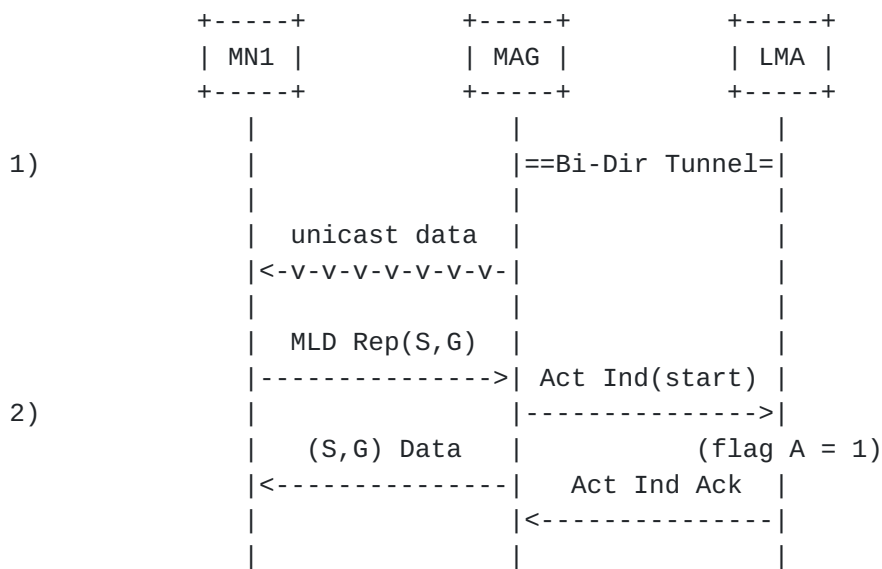 +-----+          +-----+          +-----+
            | MN1 |          | MAG |          | LMA |
            +-----+          +-----+          +-----+
               |                |                |
1)             |                |==Bi-Dir Tunnel=|
               |                |                |
               |  unicast data  |                |
               |<-v-v-v-v-v-v-v-|                |
               |                |                |
               |  MLD Rep(S,G)  |                |
               |--------------->| Act Ind(start) |
2)             |                |--------------->|
               |   (S,G) Data   |           (flag A = 1)
               |<---------------|   Act Ind Ack  |
               |                |<---------------|
               |                |                |